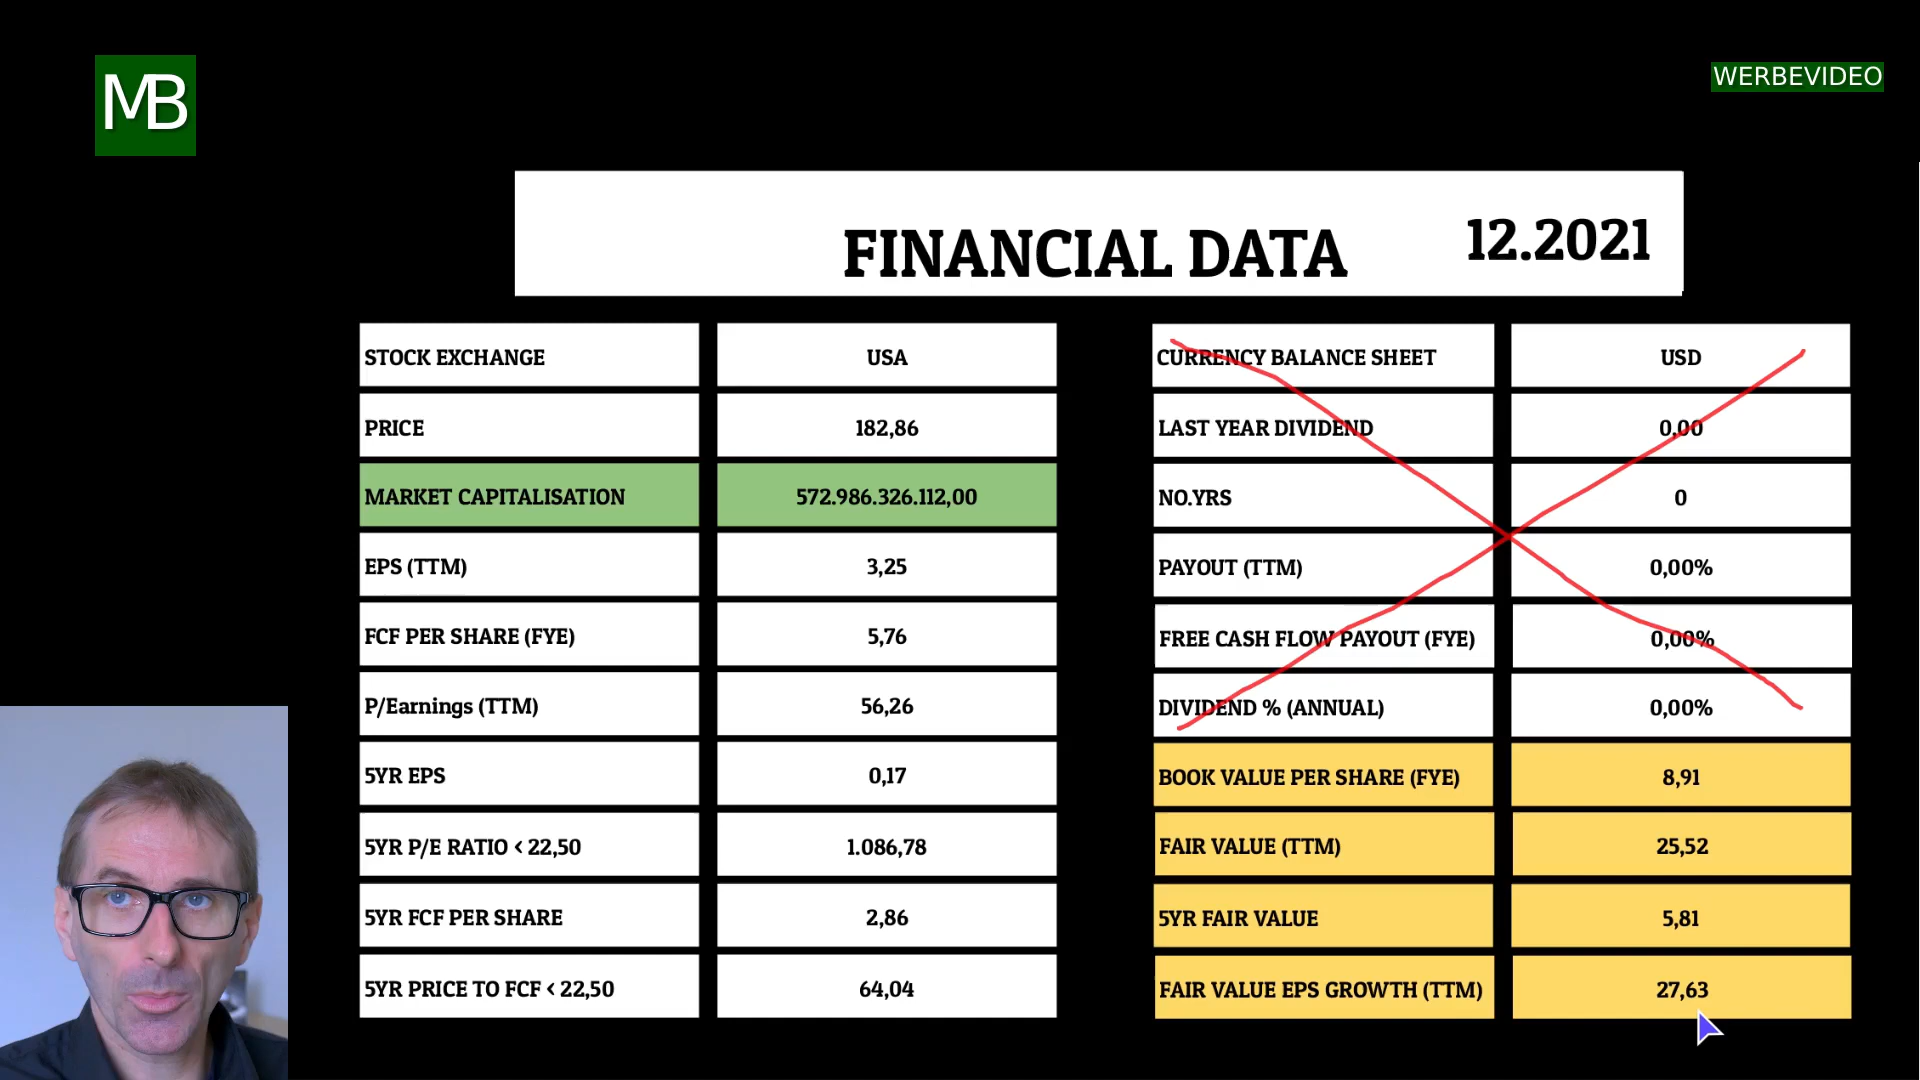 MB
WERBEVIDEO
FINANCIAL DATA
12.2021
STOCK EXCHANGE
USA
PRICE
182,86
MARKET CAPITALISATION
572.986.326.112,00
EPS (TTM)
3,25
FCF PER SHARE (FYE)
5,76
P/Earnings (TTM)
56,26
5YR EPS
0,17
5YR P/E RATIO < 22,50
1.086,78
5YR FCF PER SHARE
2,86
5YR PRICE TO FCF < 22,50
64,04
CURRENCY BALANCE SHEET
USD
LAST YEAR DIVIDEND
0,00
NO.YRS
0
PAYOUT (TTM)
0,00%
FREE CASH FLOW PAYOUT (FYE)
0,00%
DIVIDEND % (ANNUAL)
0,00%
BOOK VALUE PER SHARE (FYE)
8,91
FAIR VALUE (TTM)
25,52
5YR FAIR VALUE
5,81
FAIR VALUE EPS GROWTH (TTM)
27,63